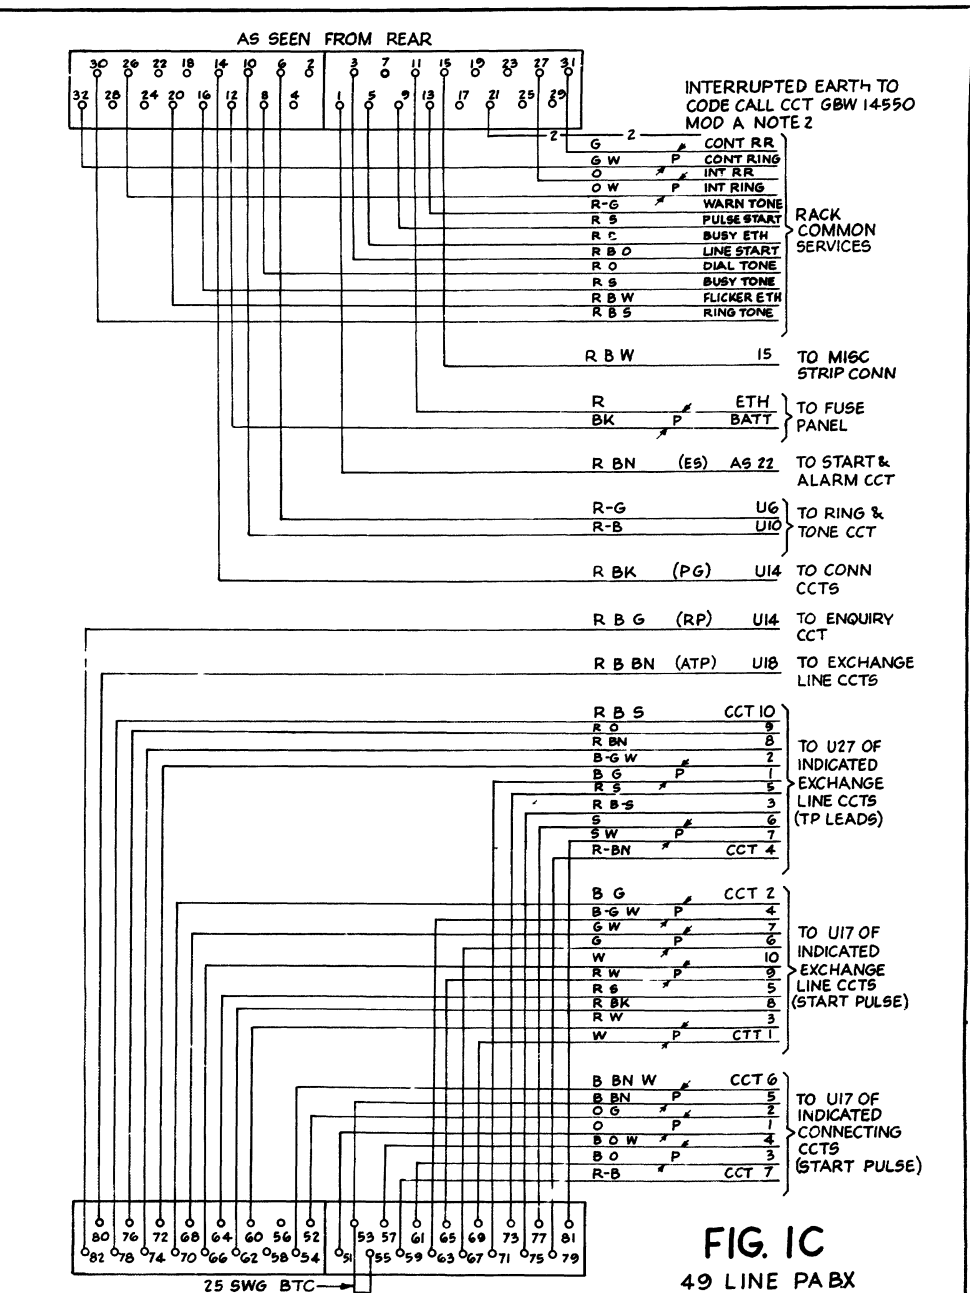 AS SEEN FROM REAR
30 26 22 18 14 10 6 2 3 7 11 15 19 23 27 31
32 28 24 20 16 12 8 4 1 5 9 13 17 21 25 29
INTERRUPTED EARTH TO
CODE CALL CCT GBW 14550
MOD A NOTE 2
2 2
G CONT RR
G W P CONT RING
O INT RR
O W P INT RING
R-G WARN TONE
R S PULSE START
R BUSY ETH
R B O LINE START
R O DIAL TONE
R S BUSY TONE
R B W FLICKER ETH
R B S RING TONE
RACK
COMMON
SERVICES
R B W 15 TO MISC
STRIP CONN
R ETH
BK P BATT
TO FUSE
PANEL
R BN (ES) AS 22 TO START &
ALARM CCT
R-G U6
R-B U10
TO RING &
TONE CCT
R BK (PG) U14 TO CONN
CCTS
R B G (RP) U14 TO ENQUIRY
CCT
R B BN (ATP) U18 TO EXCHANGE
LINE CCTS
R B S CCT 10
R O 9
R BN 8
B-G W 2
B G P 1
R S 5
R B-S 3
S 6
S W P 7
R-BN CCT 4
TO U27 OF
INDICATED
EXCHANGE
LINE CCTS
(TP LEADS)
B G CCT 2
B-G W P 4
G W 7
G P 6
W 10
R W P 9
R S 5
R BK 8
R W 3
W P CTT 1
TO U17 OF
INDICATED
EXCHANGE
LINE CCTS
(START PULSE)
B BN W CCT 6
B BN P 5
O G 2
O P 1
B O W 4
B O P 3
R-B CCT 7
TO U17 OF
INDICATED
CONNECTING
CCTS
(START PULSE)
80 76 72 68 64 60 56 52 53 57 61 65 69 73 77 81
82 78 74 70 66 62 58 54 51 55 59 63 67 71 75 79
25 SWG BTC
FIG. 1C
49 LINE PABX